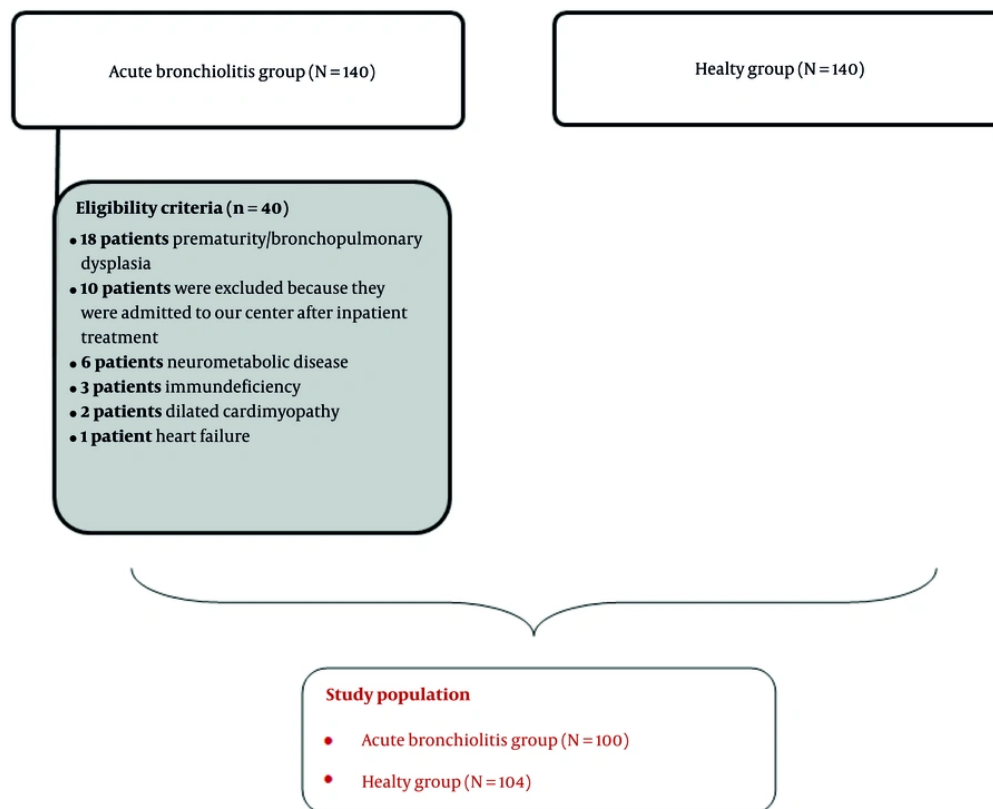 Acute bronchiolitis group (N = 140)
Healty group (N = 140)
Eligibility criteria (n = 40)
• 18 patients prematurity/bronchopulmonary
dysplasia
• 10 patients were excluded because they
were admitted to our center after inpatient
treatment
• 6 patients neurometabolic disease
• 3 patients immundeficiency
• 2 patients dilated cardimyopathy
• 1 patient heart failure
Study population
• Acute bronchiolitis group (N = 100)
• Healty group (N = 104)